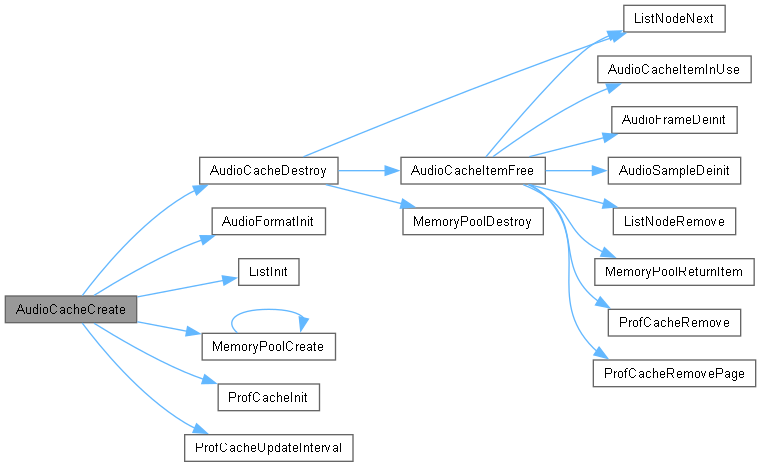 ListNodeNext
AudioCacheItemInUse
AudioFrameDeinit
AudioCacheDestroy
AudioCacheItemFree
AudioSampleDeinit
AudioFormatInit
MemoryPoolDestroy
ListNodeRemove
ListInit
MemoryPoolReturnItem
AudioCacheCreate
ProfCacheRemove
MemoryPoolCreate
ProfCacheRemovePage
ProfCacheInit
ProfCacheUpdateInterval